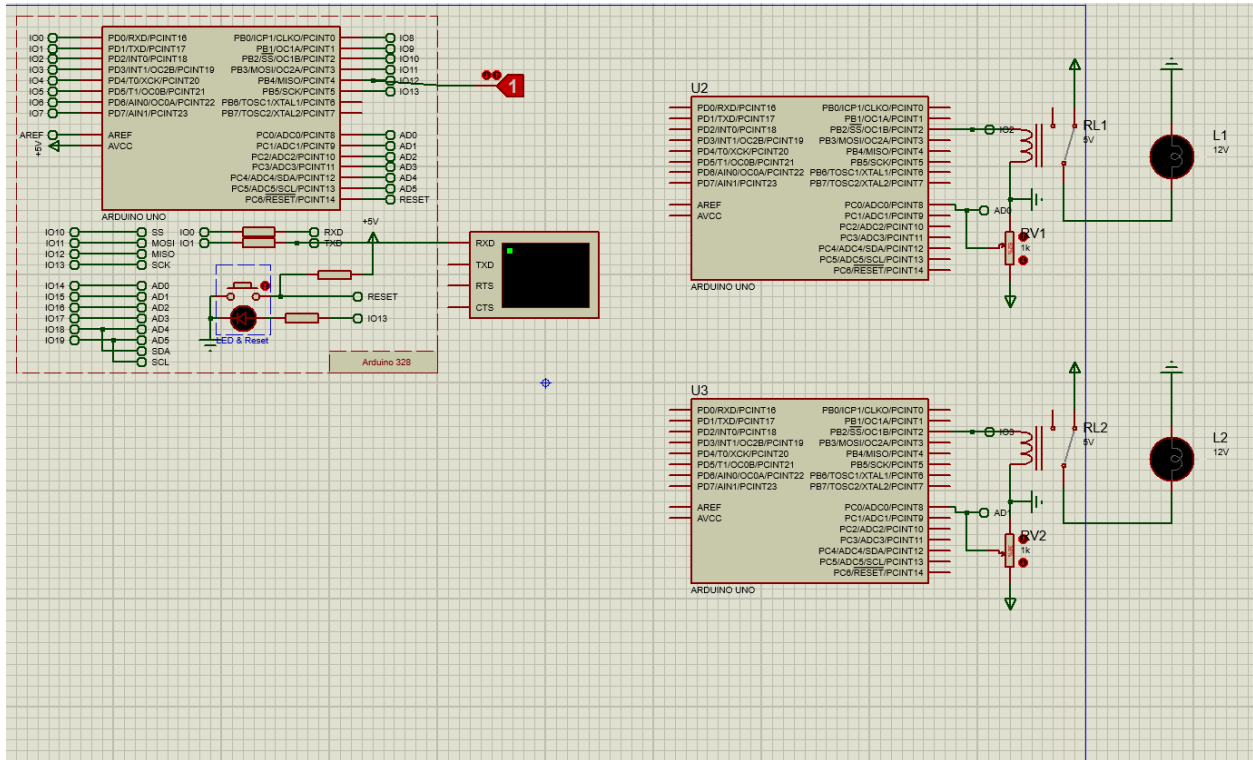 IO0 PD0/RXD/PCINT16 PB0/ICP1/CLKO/PCINT0 IO8
IO1 PD1/TXD/PCINT17 PB1/OC1A/PCINT1 IO9
IO2 PD2/INT0/PCINT18 PB2/SS/OC1B/PCINT2 IO10
IO3 PD3/INT1/OC2B/PCINT19 PB3/MOSI/OC2A/PCINT3 IO11
IO4 PD4/T0/XCK/PCINT20 PB4/MISO/PCINT4 IO12
IO5 PD5/T1/OC0B/PCINT21 PB5/SCK/PCINT5 IO13
IO6 PD6/AIN0/OC0A/PCINT22 PB6/TOSC1/XTAL1/PCINT6
IO7 PD7/AIN1/PCINT23 PB7/TOSC2/XTAL2/PCINT7
AREF AREF PC0/ADC0/PCINT8 AD0
+5V AVCC PC1/ADC1/PCINT9 AD1
PC2/ADC2/PCINT10 AD2
PC3/ADC3/PCINT11 AD3
PC4/ADC4/SDA/PCINT12 AD4
PC5/ADC5/SCL/PCINT13 AD5
PC6/RESET/PCINT14 RESET
ARDUINO UNO
1
IO10 SS IO0 RXD
IO11 MOSI IO1 TXD
IO12 MISO
IO13 SCK
+5V
IO14 AD0
IO15 AD1 RESET
IO16 AD2
IO17 AD3 IO13
IO18 AD4
IO19 AD5
SDA
SCL
LED & Reset
Arduino 328
RXD
TXD
RTS
CTS
U2
PD0/RXD/PCINT16 PB0/ICP1/CLKO/PCINT0
PD1/TXD/PCINT17 PB1/OC1A/PCINT1
PD2/INT0/PCINT18 PB2/SS/OC1B/PCINT2 IO2
PD3/INT1/OC2B/PCINT19 PB3/MOSI/OC2A/PCINT3
PD4/T0/XCK/PCINT20 PB4/MISO/PCINT4
PD5/T1/OC0B/PCINT21 PB5/SCK/PCINT5
PD6/AIN0/OC0A/PCINT22 PB6/TOSC1/XTAL1/PCINT6
PD7/AIN1/PCINT23 PB7/TOSC2/XTAL2/PCINT7
AREF PC0/ADC0/PCINT8 AD0
AVCC PC1/ADC1/PCINT9
PC2/ADC2/PCINT10
PC3/ADC3/PCINT11
PC4/ADC4/SDA/PCINT12
PC5/ADC5/SCL/PCINT13
PC6/RESET/PCINT14
ARDUINO UNO
RL1
5V
L1
12V
RV1
1k
U3
PD0/RXD/PCINT16 PB0/ICP1/CLKO/PCINT0
PD1/TXD/PCINT17 PB1/OC1A/PCINT1
PD2/INT0/PCINT18 PB2/SS/OC1B/PCINT2 IO3
PD3/INT1/OC2B/PCINT19 PB3/MOSI/OC2A/PCINT3
PD4/T0/XCK/PCINT20 PB4/MISO/PCINT4
PD5/T1/OC0B/PCINT21 PB5/SCK/PCINT5
PD6/AIN0/OC0A/PCINT22 PB6/TOSC1/XTAL1/PCINT6
PD7/AIN1/PCINT23 PB7/TOSC2/XTAL2/PCINT7
AREF PC0/ADC0/PCINT8 AD1
AVCC PC1/ADC1/PCINT9
PC2/ADC2/PCINT10
PC3/ADC3/PCINT11
PC4/ADC4/SDA/PCINT12
PC5/ADC5/SCL/PCINT13
PC6/RESET/PCINT14
ARDUINO UNO
RL2
5V
L2
12V
RV2
1k